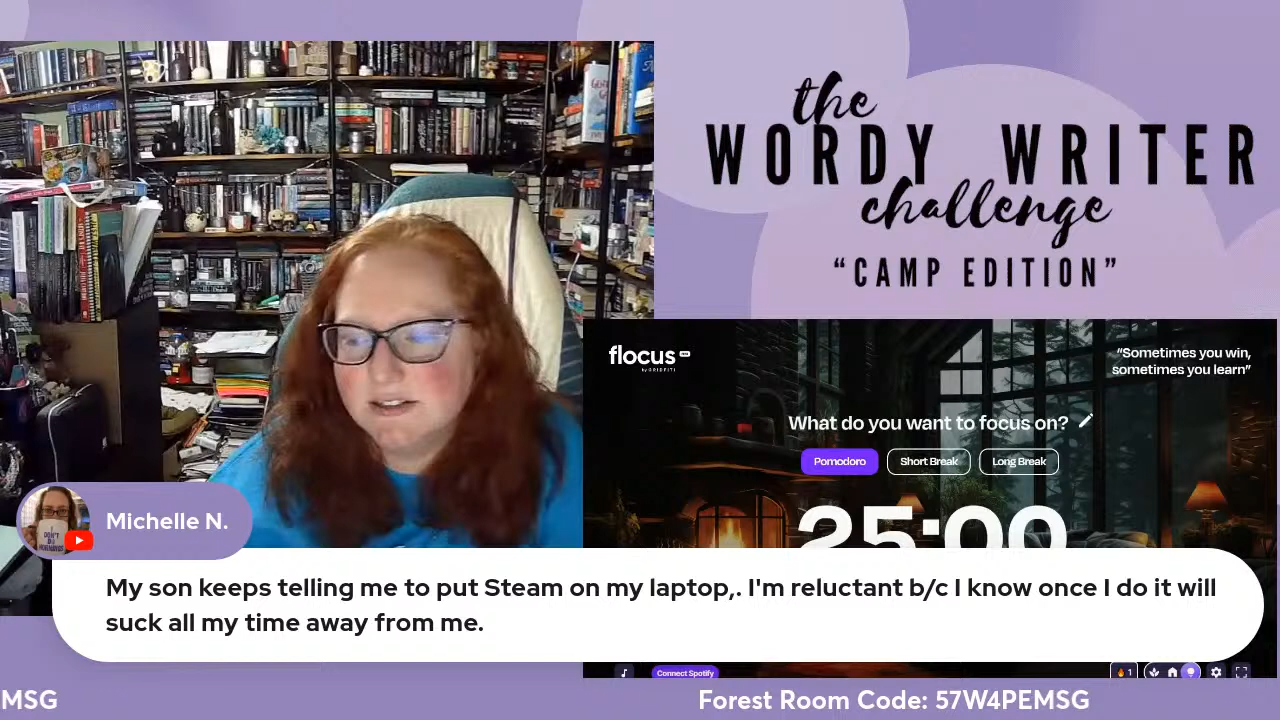 the
WORDY WRITER
challenge
“CAMP EDITION”
flocus
by GRIDFITI
“Sometimes you win,
sometimes you learn”
What do you want to focus on?
Pomodoro
Short Break
Long Break
25:00
Michelle N.
My son keeps telling me to put Steam on my laptop,. I'm reluctant b/c I know once I do it will
suck all my time away from me.
Connect Spotify
1
MSG
Forest Room Code: 57W4PEMSG